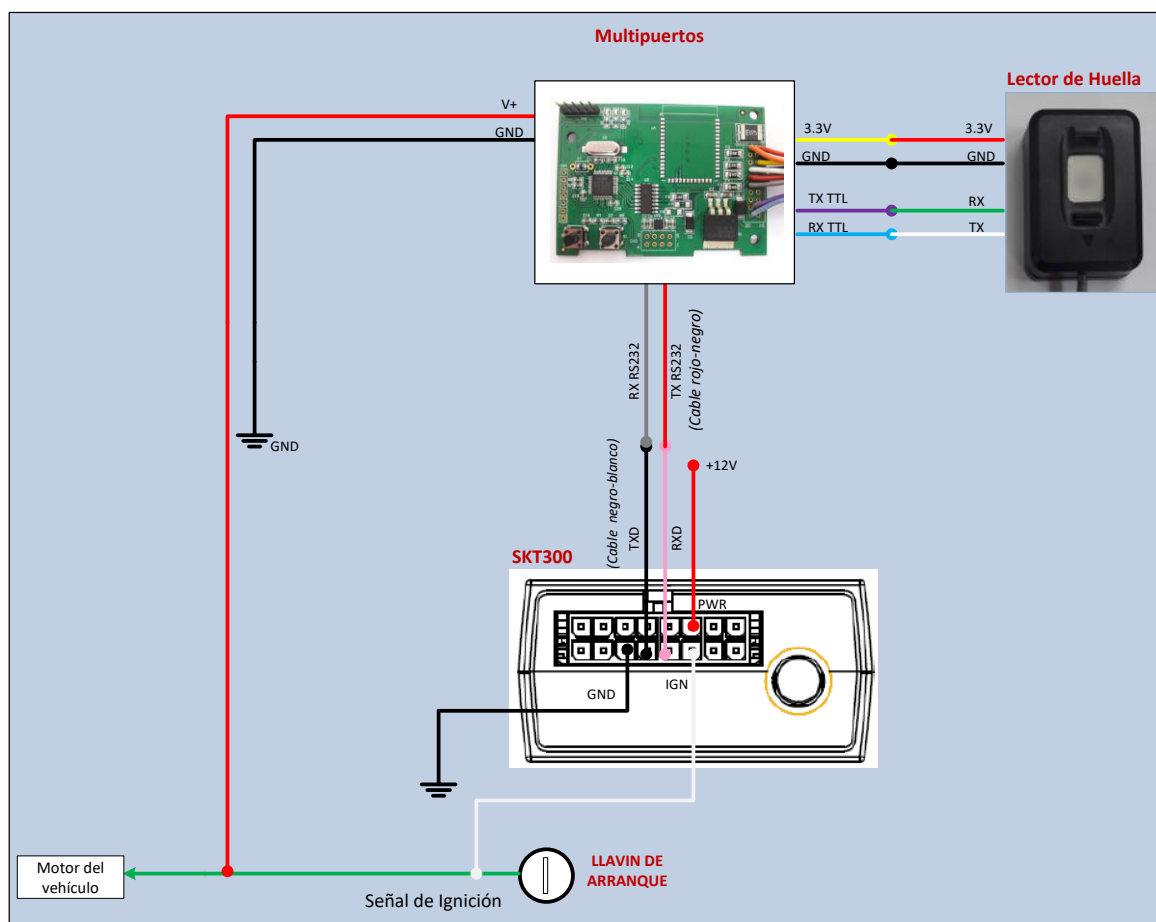 Multipuertos
Lector de Huella
V+
GND
3.3V
3.3V
GND
GND
TX TTL
RX
RX TTL
TX
GND
RX RS232
TX RS232
(Cable rojo-negro)
+12V
(Cable negro-blanco)
TXD
RXD
SKT300
PWR
GND
IGN
Motor del
vehículo
LLAVIN DE
ARRANQUE
Señal de Ignición